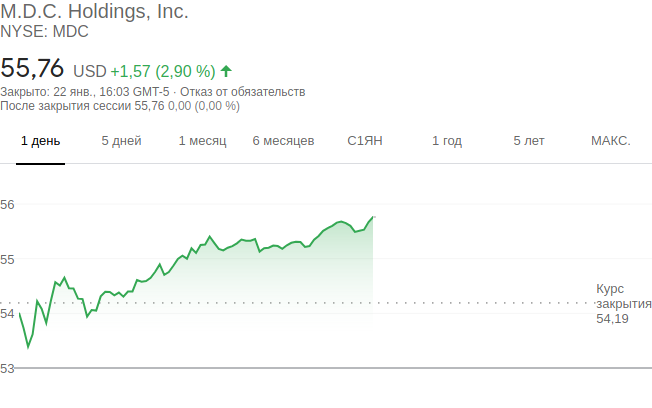 M.D.C. Holdings, Inc.
NYSE: MDC
55,76 USD +1,57 (2,90 %)
Закрыто: 22 янв., 16:03 GMT-5 · Отказ от обязательств
После закрытия сессии 55,76 0,00 (0,00 %)
1 день 5 дней 1 месяц 6 месяцев С1ЯН 1 год 5 лет МАКС.
56
55
54
53
Курс
закрытия
54,19